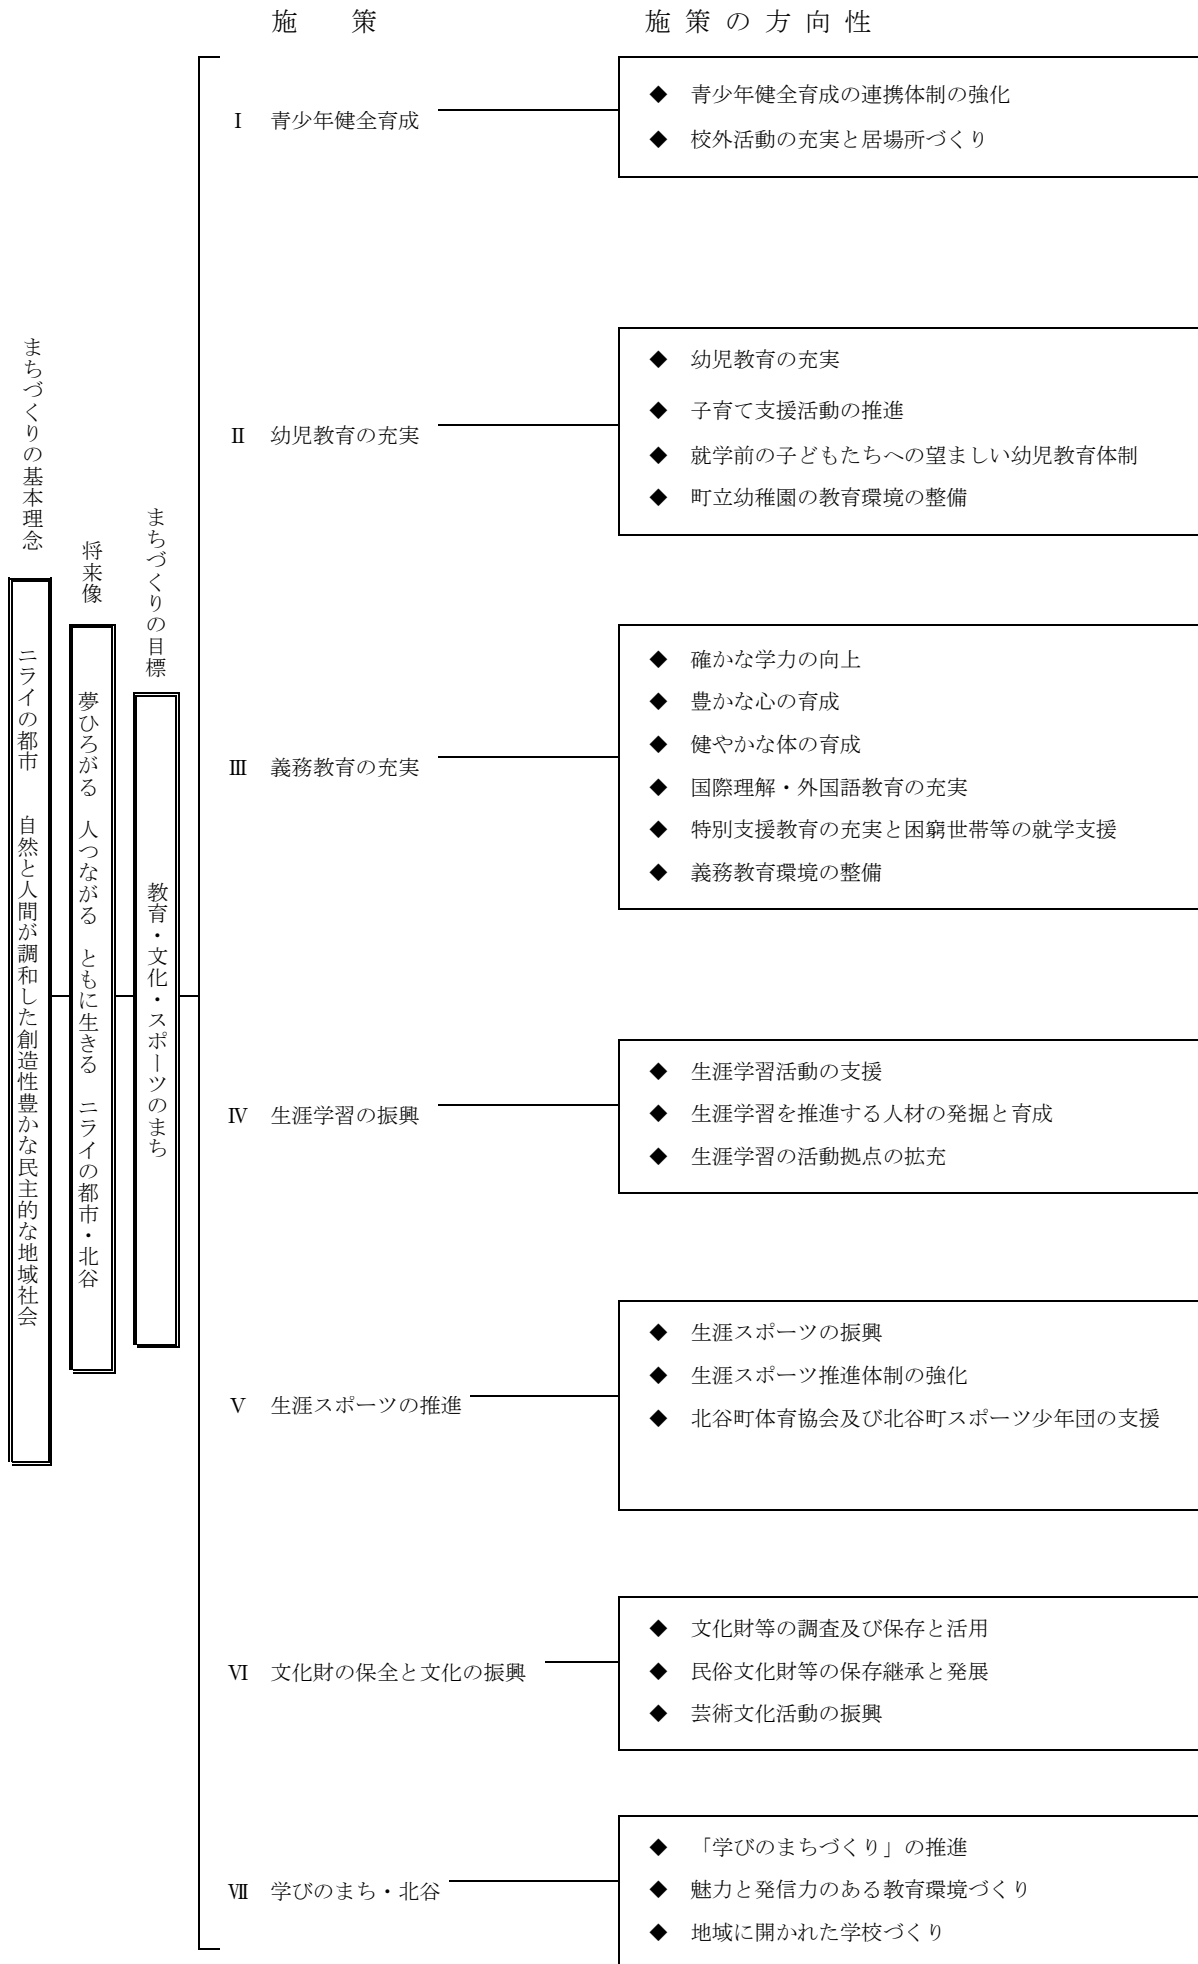 施　策
施策の方向性
まちづくりの基本理念
ニライの都市　自然と人間が調和した創造性豊かな民主的な地域社会
将来像
夢ひろがる　人つながる　ともに生きる　ニライの都市・北谷
まちづくりの目標
教育・文化・スポーツのまち
Ⅰ　青少年健全育成
◆　青少年健全育成の連携体制の強化
◆　校外活動の充実と居場所づくり
Ⅱ　幼児教育の充実
◆　幼児教育の充実
◆　子育て支援活動の推進
◆　就学前の子どもたちへの望ましい幼児教育体制
◆　町立幼稚園の教育環境の整備
Ⅲ　義務教育の充実
◆　確かな学力の向上
◆　豊かな心の育成
◆　健やかな体の育成
◆　国際理解・外国語教育の充実
◆　特別支援教育の充実と困窮世帯等の就学支援
◆　義務教育環境の整備
Ⅳ　生涯学習の振興
◆　生涯学習活動の支援
◆　生涯学習を推進する人材の発掘と育成
◆　生涯学習の活動拠点の拡充
Ⅴ　生涯スポーツの推進
◆　生涯スポーツの振興
◆　生涯スポーツ推進体制の強化
◆　北谷町体育協会及び北谷町スポーツ少年団の支援
Ⅵ　文化財の保全と文化の振興
◆　文化財等の調査及び保存と活用
◆　民俗文化財等の保存継承と発展
◆　芸術文化活動の振興
Ⅶ　学びのまち・北谷
◆　「学びのまちづくり」の推進
◆　魅力と発信力のある教育環境づくり
◆　地域に開かれた学校づくり